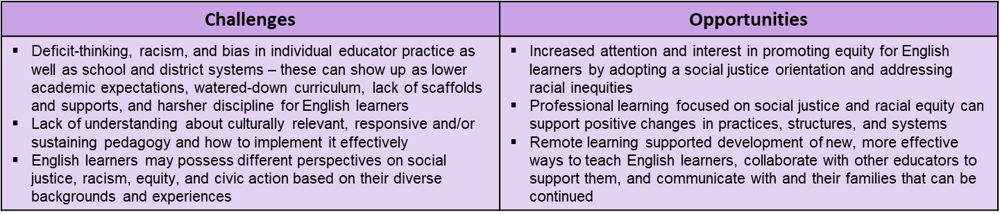 Challenges
Opportunities
▪ Deficit-thinking, racism, and bias in individual educator practice as
well as school and district systems – these can show up as lower
academic expectations, watered-down curriculum, lack of scaffolds
and supports, and harsher discipline for English learners
▪ Lack of understanding about culturally relevant, responsive and/or
sustaining pedagogy and how to implement it effectively
▪ English learners may possess different perspectives on social
justice, racism, equity, and civic action based on their diverse
backgrounds and experiences
▪ Increased attention and interest in promoting equity for English
learners by adopting a social justice orientation and addressing
racial inequities
▪ Professional learning focused on social justice and racial equity can
support positive changes in practices, structures, and systems
▪ Remote learning supported development of new, more effective
ways to teach English learners, collaborate with other educators to
support them, and communicate with and their families that can be
continued